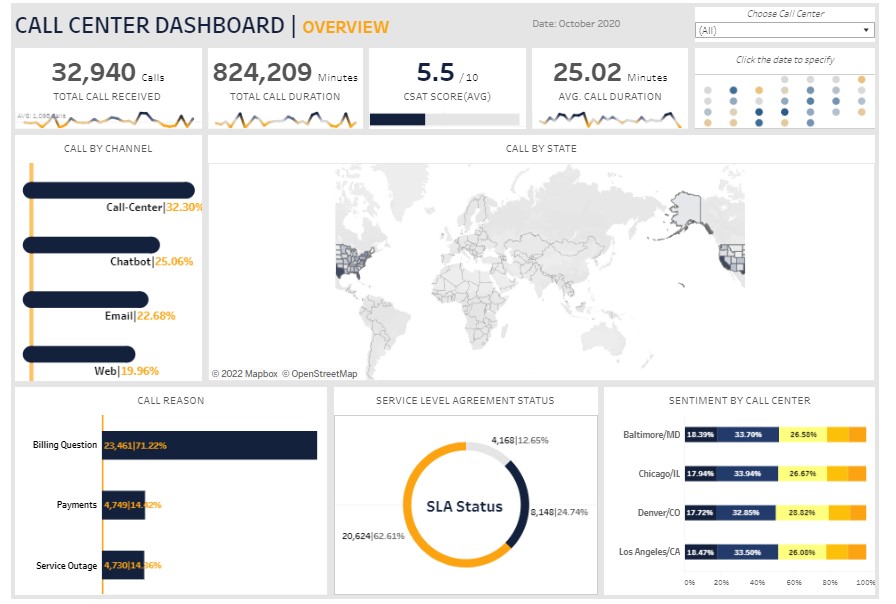 CALL CENTER DASHBOARD | OVERVIEW
Date: October 2020
Choose Call Center
(All)
32,940 Calls
TOTAL CALL RECEIVED
824,209 Minutes
TOTAL CALL DURATION
5.5 / 10
CSAT SCORE(AVG)
25.02 Minutes
AVG. CALL DURATION
Click the date to specify
CALL BY CHANNEL
Call-Center|32.30%
Chatbot|25.06%
Email|22.68%
Web|19.96%
CALL BY STATE
© 2022 Mapbox © OpenStreetMap
CALL REASON
Billing Question 23,461|71.22%
Payments 4,749|14.42%
Service Outage 4,730|14.36%
SERVICE LEVEL AGREEMENT STATUS
4,168|12.65%
SLA Status
8,148|24.74%
20,624|62.61%
SENTIMENT BY CALL CENTER
Baltimore/MD 18.39% 33.70% 26.58%
Chicago/IL 17.94% 33.94% 26.67%
Denver/CO 17.72% 32.85% 28.82%
Los Angeles/CA 18.47% 33.50% 26.08%
0% 20% 40% 60% 80% 100%